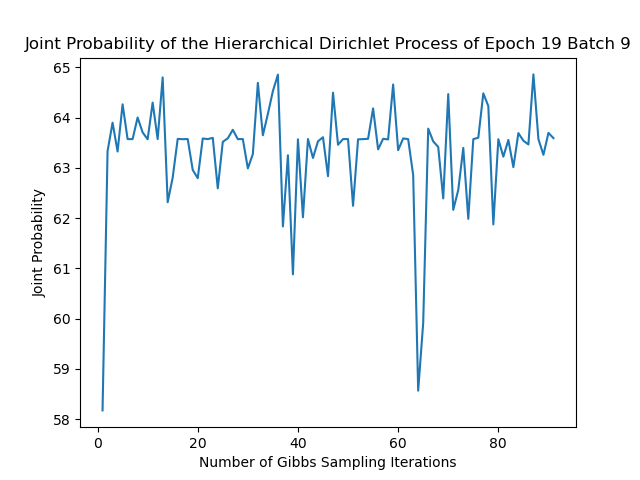 Joint Probability of the Hierarchical Dirichlet Process of Epoch 19 Batch 9
65
64
63
62
61
60
59
58
Joint Probability
0 20 40 60 80
Number of Gibbs Sampling Iterations